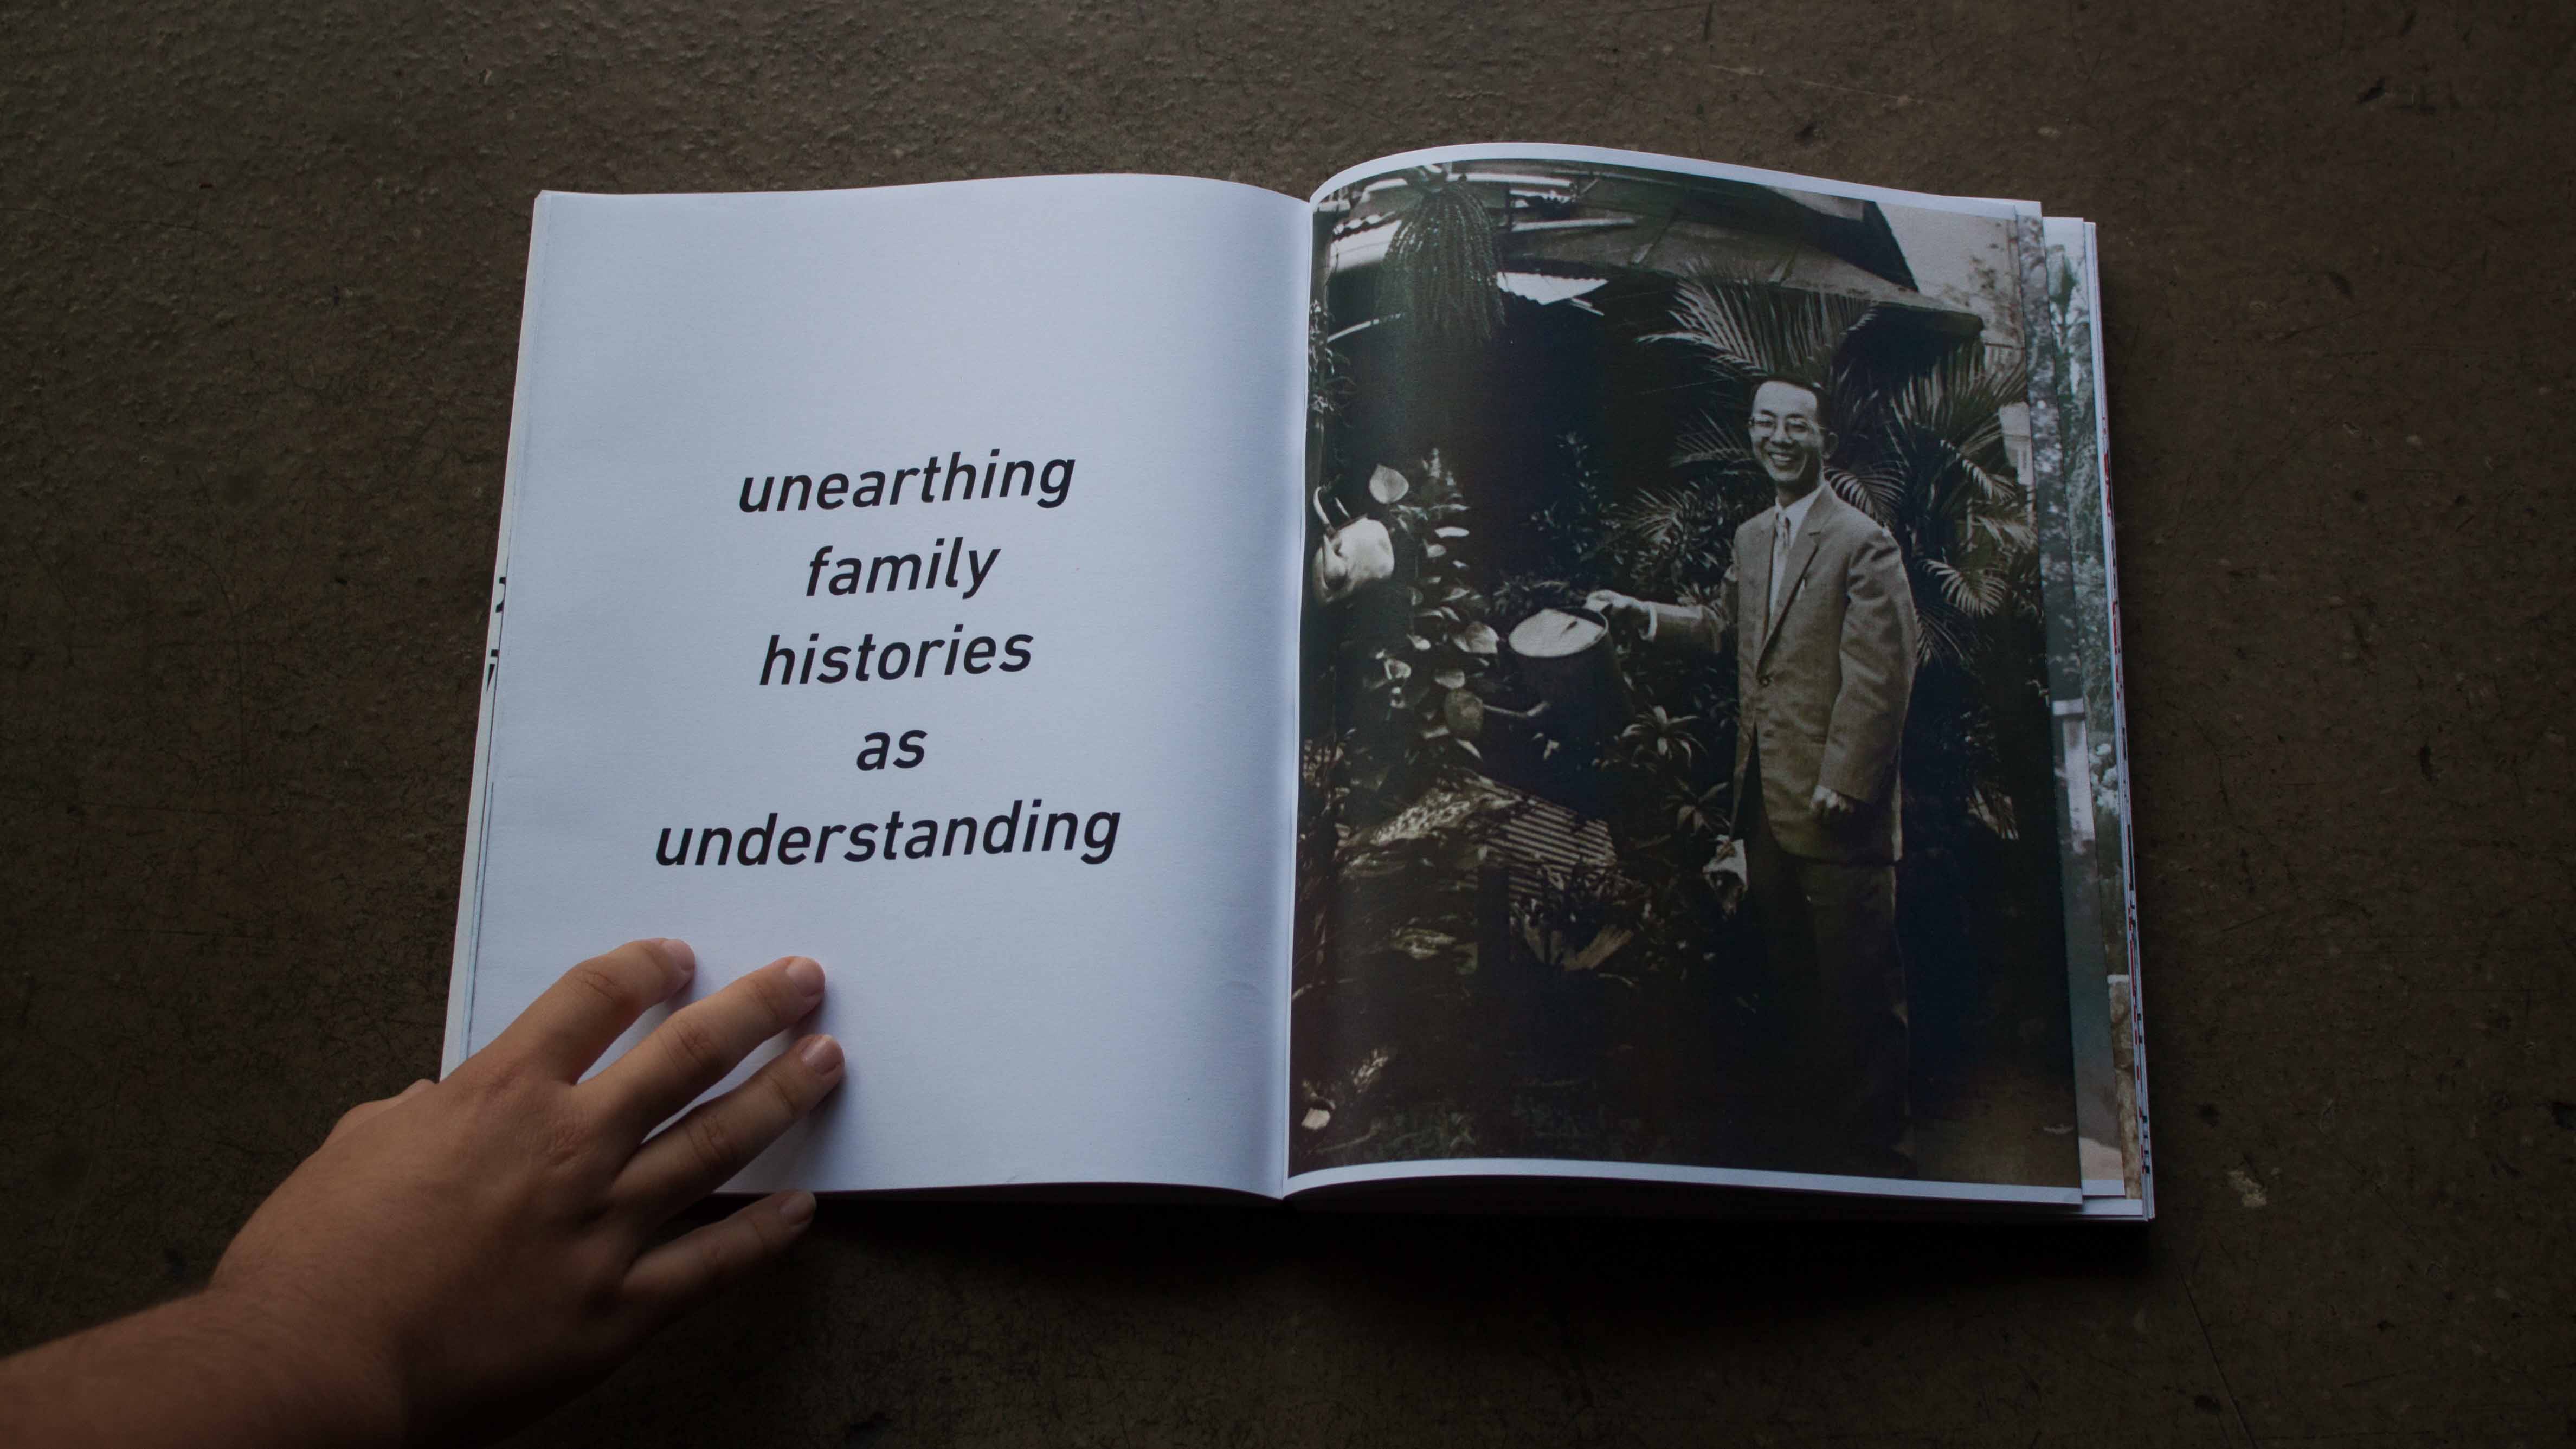 unearthing
family
histories
as
understanding